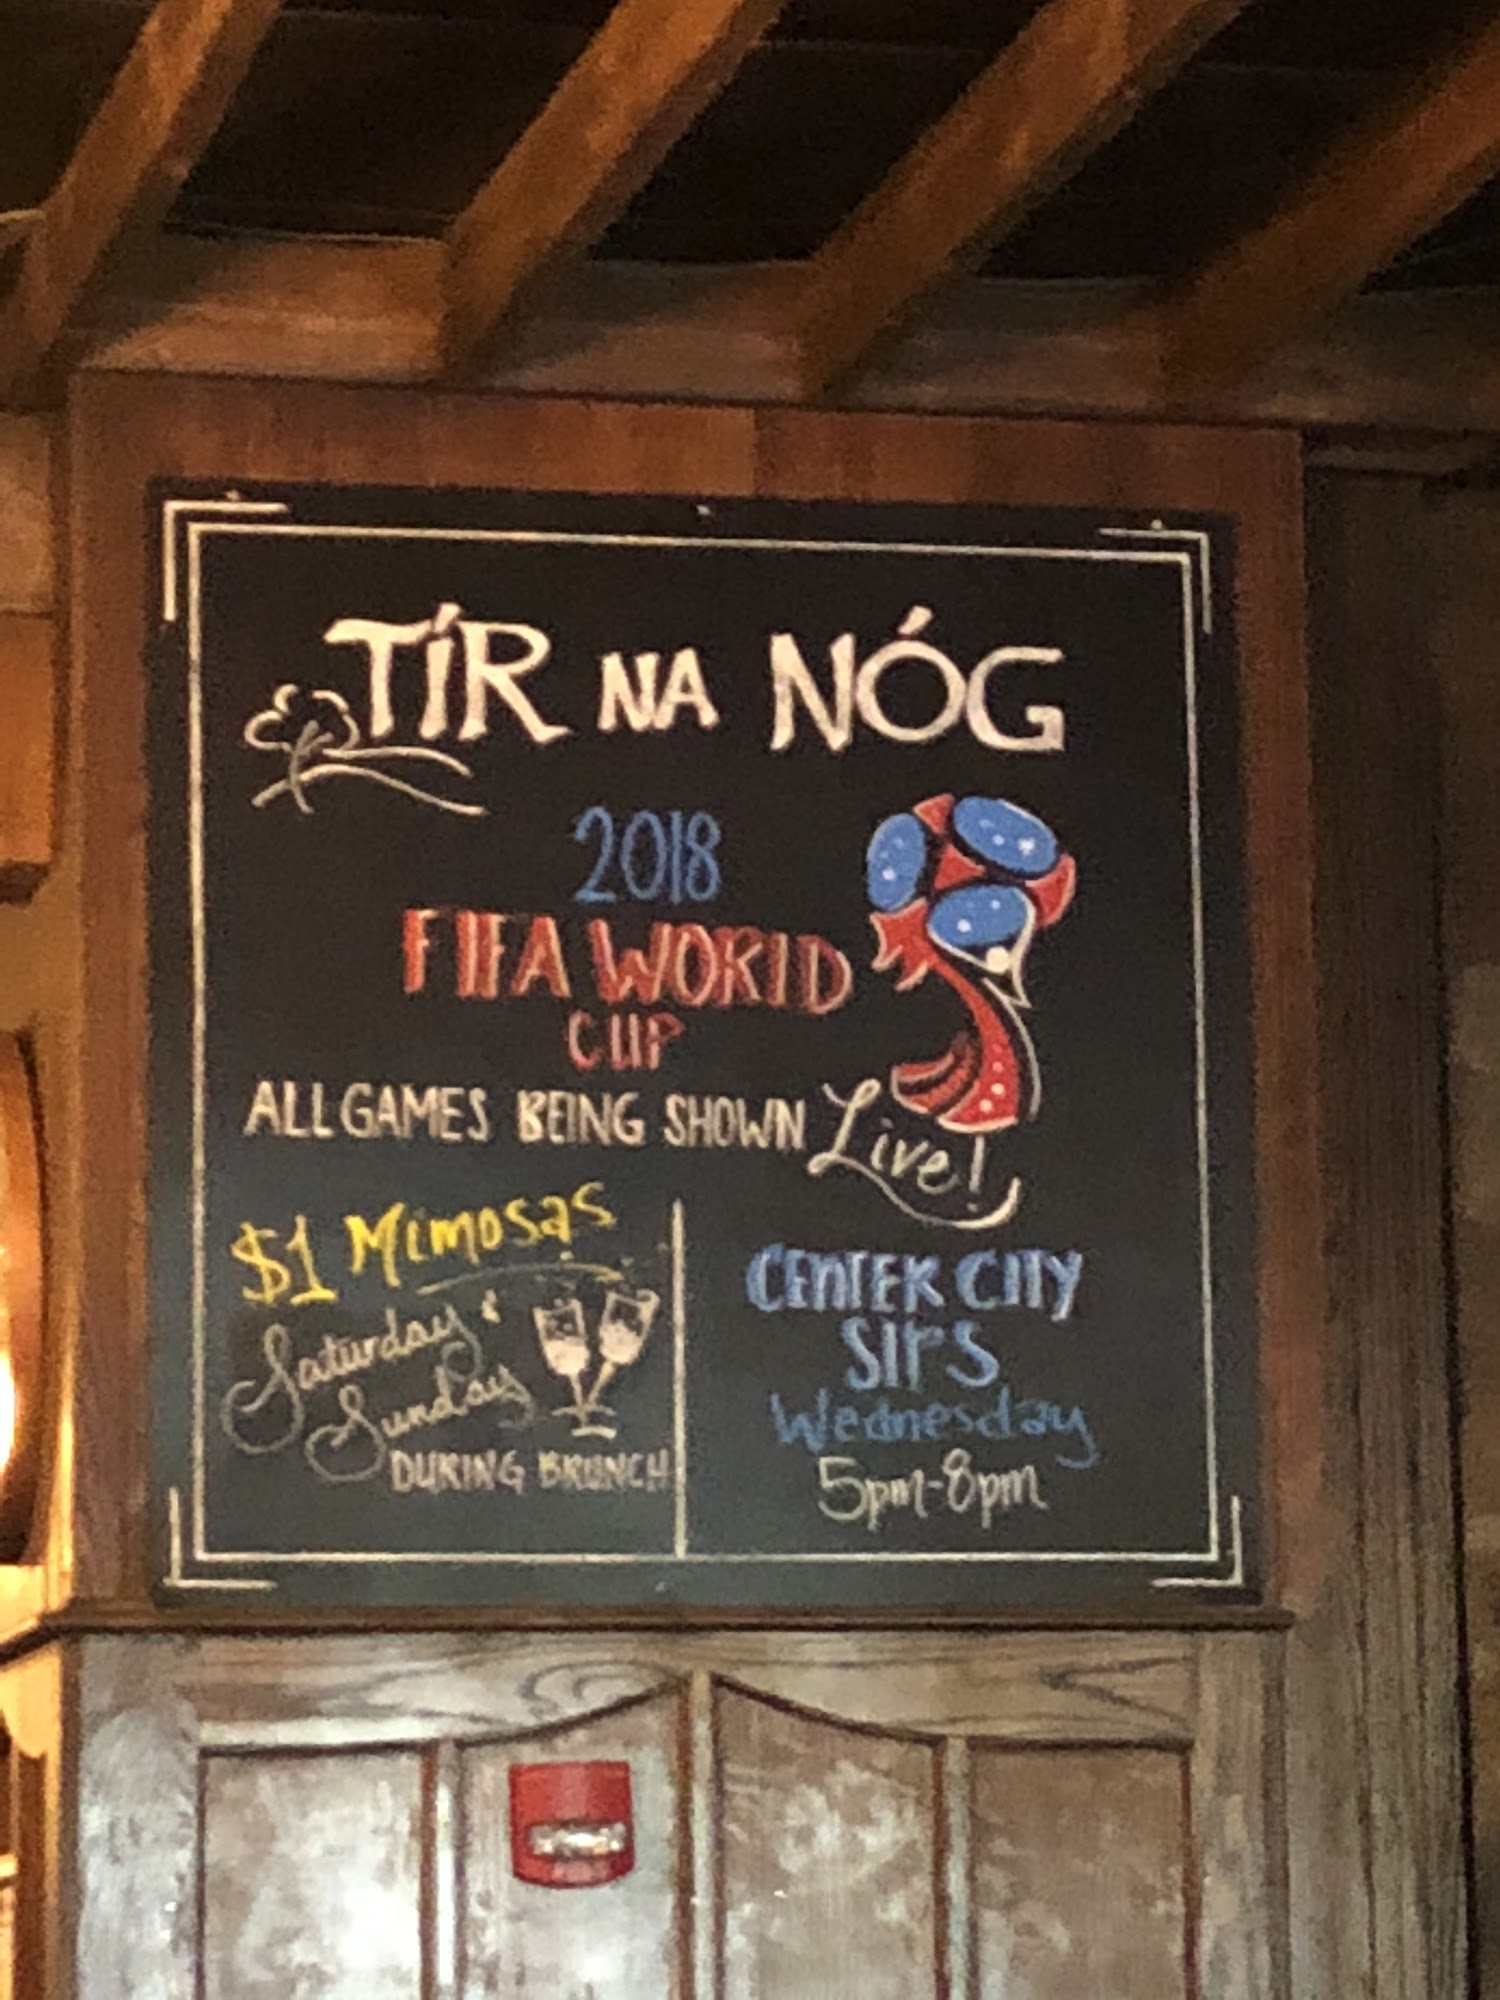 TÍR NA NÓG
2018
FIFA WORLD
CUP
ALL GAMES BEING SHOWN Live!
$1 Mimosas
Saturday &
Sunday
DURING BRUNCH
CENTER CITY
SIPS
Wednesday
5pm-8pm